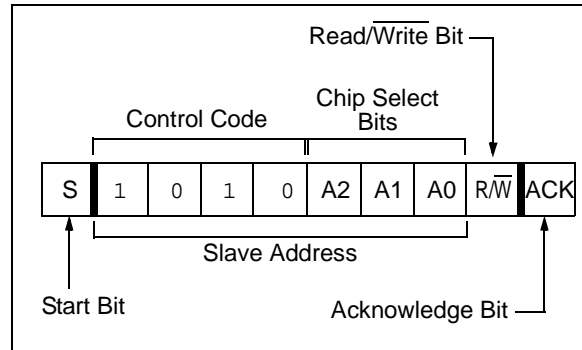 Read/Write Bit
Chip Select
Control Code Bits
S 1 0 1 0 A2 A1 A0 R/W ACK
Slave Address
Start Bit Acknowledge Bit